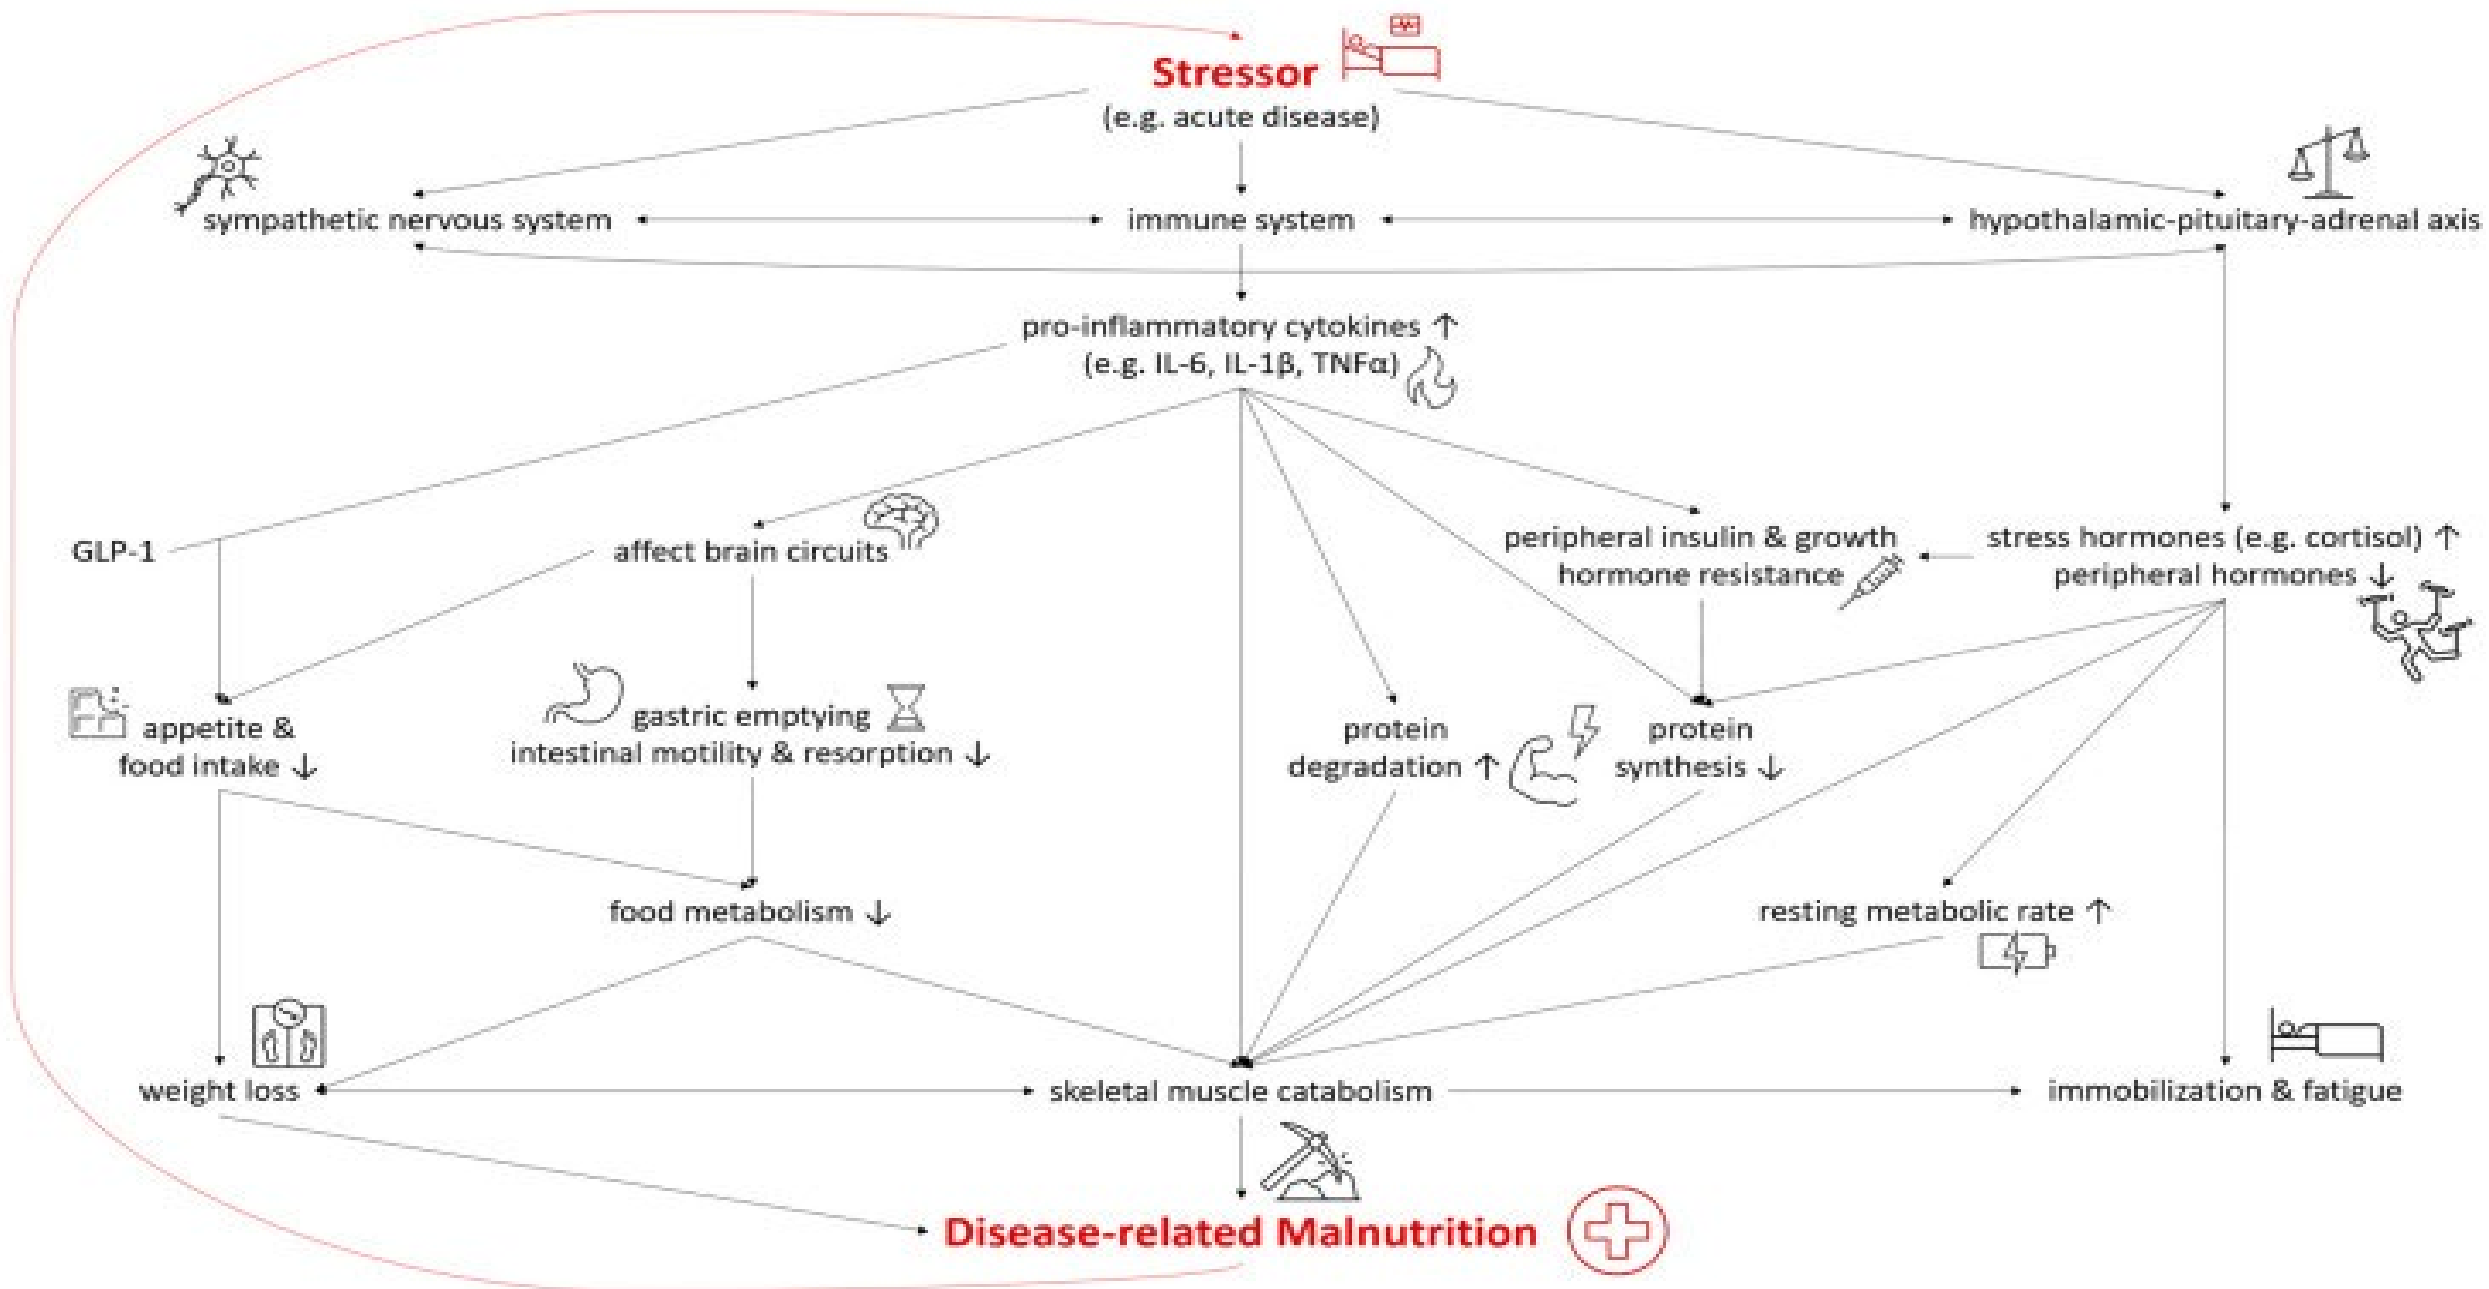 Stressor
(e.g. acute disease)
sympathetic nervous system
immune system
hypothalamic-pituitary-adrenal axis
pro-inflammatory cytokines ↑
(e.g. IL-6, IL-1β, TNFα)
GLP-1
affect brain circuits
peripheral insulin & growth
hormone resistance
stress hormones (e.g. cortisol) ↑
peripheral hormones ↓
appetite &
food intake ↓
gastric emptying
intestinal motility & resorption ↓
protein
degradation ↑
protein
synthesis ↓
food metabolism ↓
resting metabolic rate ↑
weight loss
skeletal muscle catabolism
immobilization & fatigue
Disease-related Malnutrition